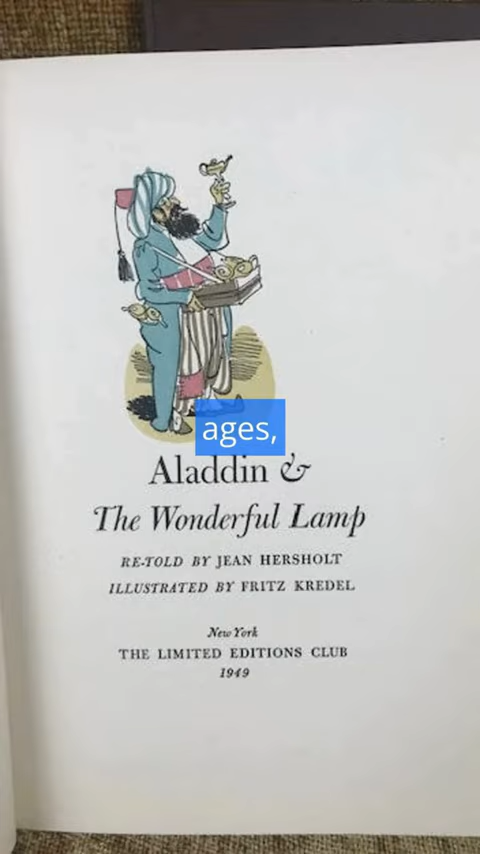 ages,
Aladdin &
The Wonderful Lamp
RE-TOLD BY JEAN HERSHOLT
ILLUSTRATED BY FRITZ KREDEL
New York
THE LIMITED EDITIONS CLUB
1949